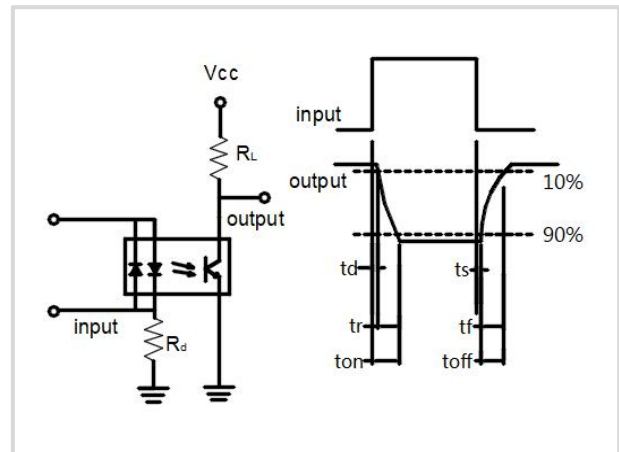 Vcc
RL
output
input
Rd
input
output
10%
90%
td
ts
tr
tf
ton
toff